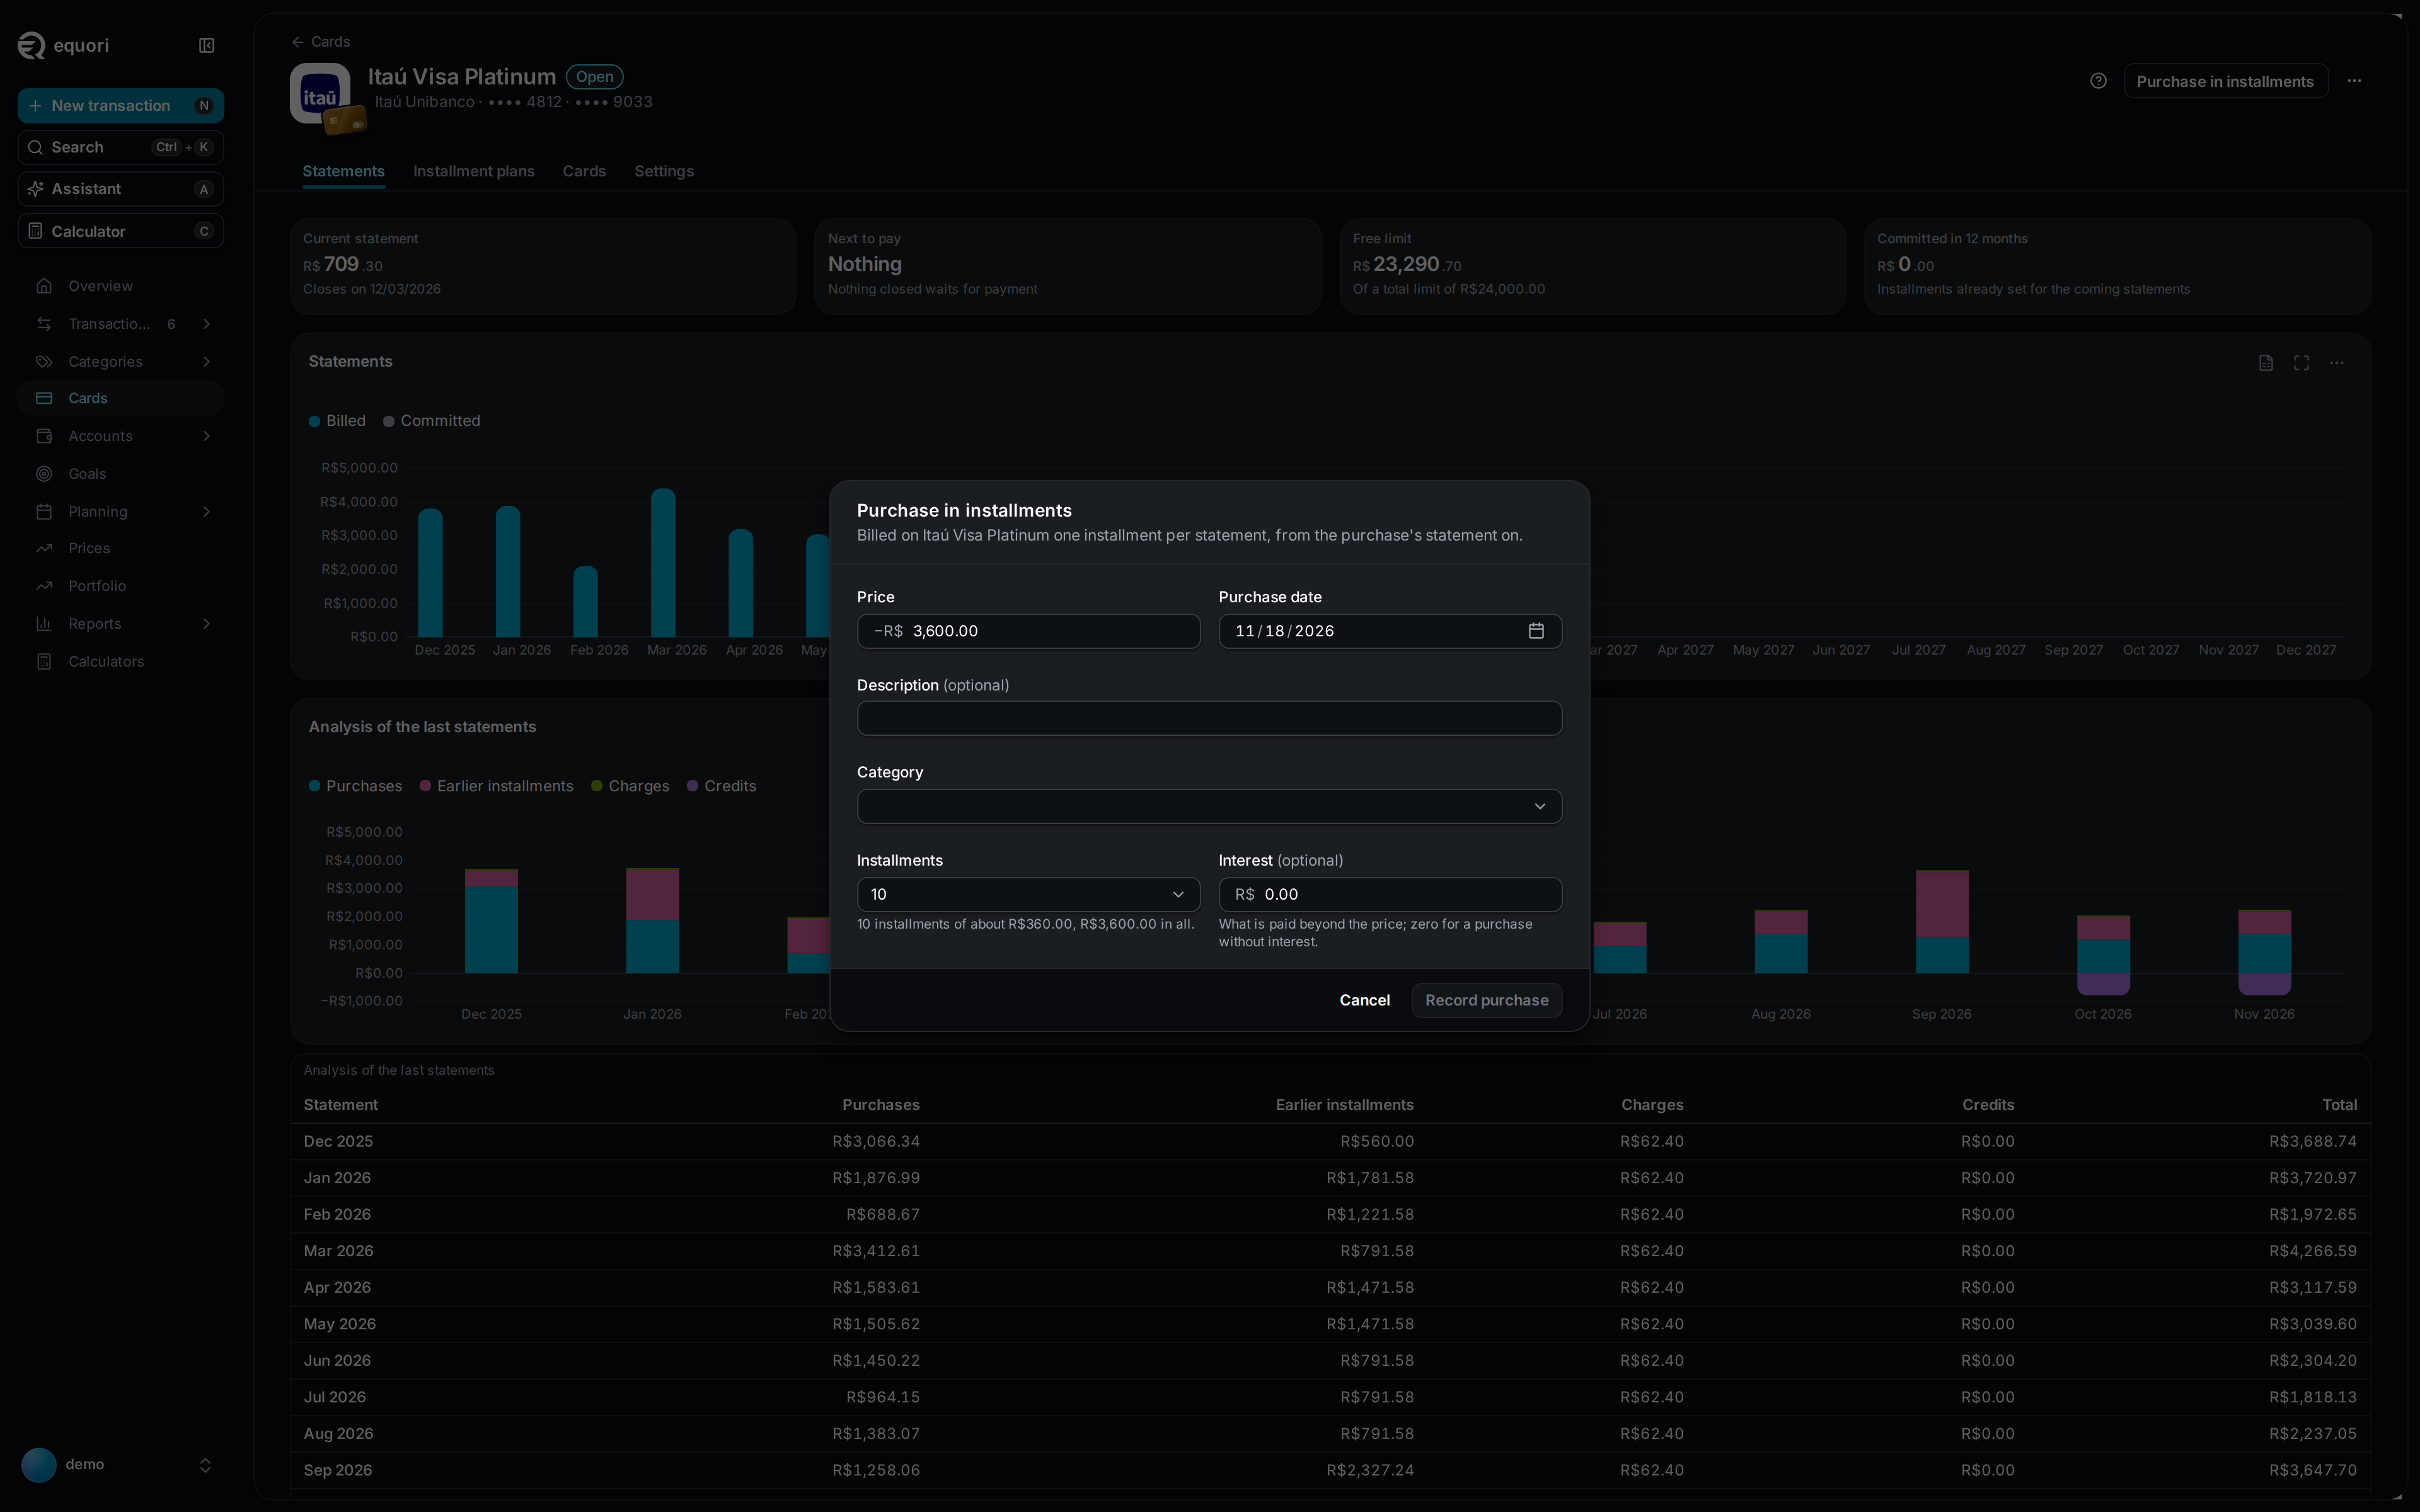 equori
New transaction N
Search Ctrl + K
Assistant A
Calculator C
Overview
Transactio... 6
Categories
Cards
Accounts
Goals
Planning
Prices
Portfolio
Reports
Calculators
demo
Cards
itaú
Itaú Visa Platinum Open
Itaú Unibanco · •••• 4812 · •••• 9033
Purchase in installments
Statements Installment plans Cards Settings
Current statement
R$ 709.30
Closes on 12/03/2026
Next to pay
Nothing
Nothing closed waits for payment
Free limit
R$ 23,290.70
Of a total limit of R$24,000.00
Committed in 12 months
R$ 0.00
Installments already set for the coming statements
Statements
Billed Committed
R$5,000.00
R$4,000.00
R$3,000.00
R$2,000.00
R$1,000.00
R$0.00
Dec 2025 Jan 2026 Feb 2026 Mar 2026 Apr 2026 May ar 2027 Apr 2027 May 2027 Jun 2027 Jul 2027 Aug 2027 Sep 2027 Oct 2027 Nov 2027 Dec 2027
Purchase in installments
Billed on Itaú Visa Platinum one installment per statement, from the purchase's statement on.
Price
−R$ 3,600.00
Purchase date
11/18/2026
Description (optional)
Category
Installments
10
10 installments of about R$360.00, R$3,600.00 in all.
Interest (optional)
R$ 0.00
What is paid beyond the price; zero for a purchase
without interest.
Cancel Record purchase
Analysis of the last statements
Purchases Earlier installments Charges Credits
R$5,000.00
R$4,000.00
R$3,000.00
R$2,000.00
R$1,000.00
R$0.00
−R$1,000.00
Dec 2025 Jan 2026 Feb 202 Jul 2026 Aug 2026 Sep 2026 Oct 2026 Nov 2026
Analysis of the last statements
Statement Purchases Earlier installments Charges Credits Total
Dec 2025 R$3,066.34 R$560.00 R$62.40 R$0.00 R$3,688.74
Jan 2026 R$1,876.99 R$1,781.58 R$62.40 R$0.00 R$3,720.97
Feb 2026 R$688.67 R$1,221.58 R$62.40 R$0.00 R$1,972.65
Mar 2026 R$3,412.61 R$791.58 R$62.40 R$0.00 R$4,266.59
Apr 2026 R$1,583.61 R$1,471.58 R$62.40 R$0.00 R$3,117.59
May 2026 R$1,505.62 R$1,471.58 R$62.40 R$0.00 R$3,039.60
Jun 2026 R$1,450.22 R$791.58 R$62.40 R$0.00 R$2,304.20
Jul 2026 R$964.15 R$791.58 R$62.40 R$0.00 R$1,818.13
Aug 2026 R$1,383.07 R$791.58 R$62.40 R$0.00 R$2,237.05
Sep 2026 R$1,258.06 R$2,327.24 R$62.40 R$0.00 R$3,647.70